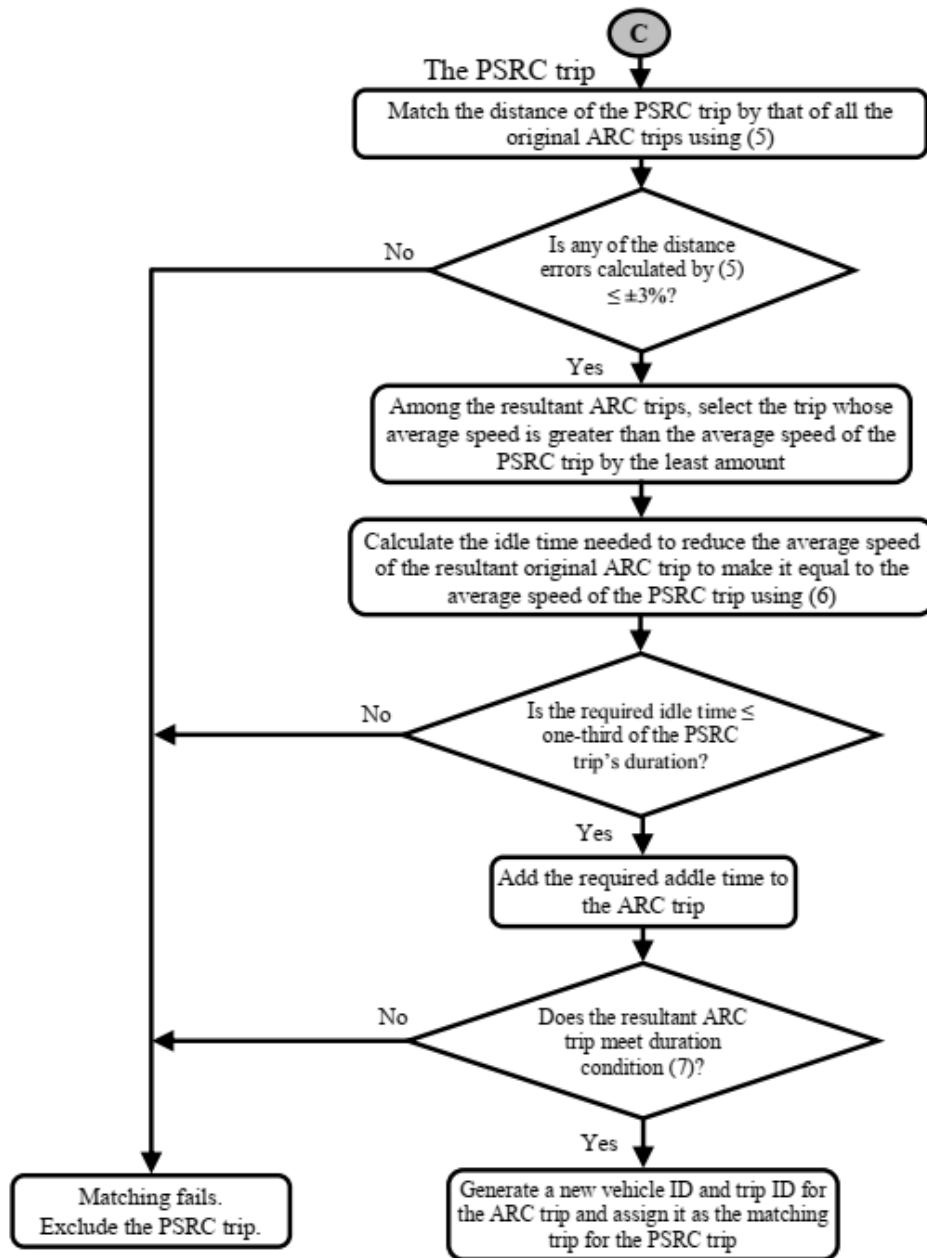 C
The PSRC trip
Match the distance of the PSRC trip by that of all the
original ARC trips using (5)
Is any of the distance
errors calculated by (5)
≤ ±3%?
No
Yes
Among the resultant ARC trips, select the trip whose
average speed is greater than the average speed of the
PSRC trip by the least amount
Calculate the idle time needed to reduce the average speed
of the resultant original ARC trip to make it equal to the
average speed of the PSRC trip using (6)
Is the required idle time ≤
one-third of the PSRC
trip's duration?
No
Yes
Add the required addle time to
the ARC trip
Does the resultant ARC
trip meet duration
condition (7)?
No
Yes
Matching fails.
Exclude the PSRC trip.
Generate a new vehicle ID and trip ID for
the ARC trip and assign it as the matching
trip for the PSRC trip